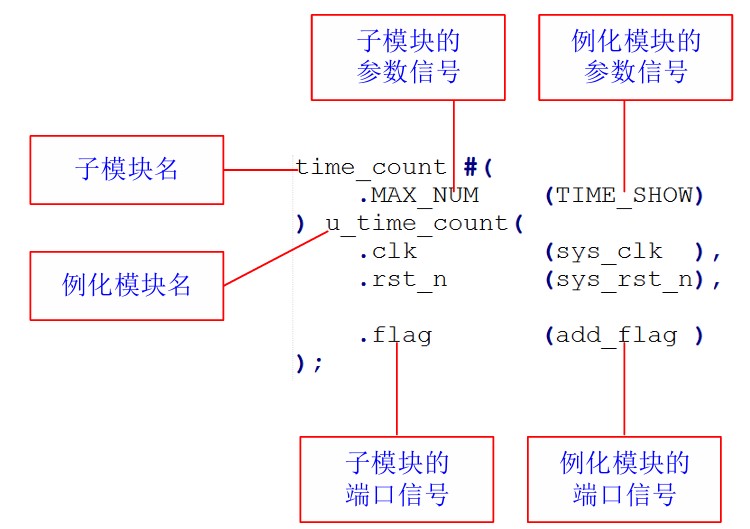 子模块的
参数信号
例化模块的
参数信号
子模块名
time_count #(
.MAX_NUM (TIME_SHOW)
) u_time_count(
例化模块名
.clk (sys_clk ),
.rst_n (sys_rst_n),
.flag (add_flag )
);
子模块的
端口信号
例化模块的
端口信号